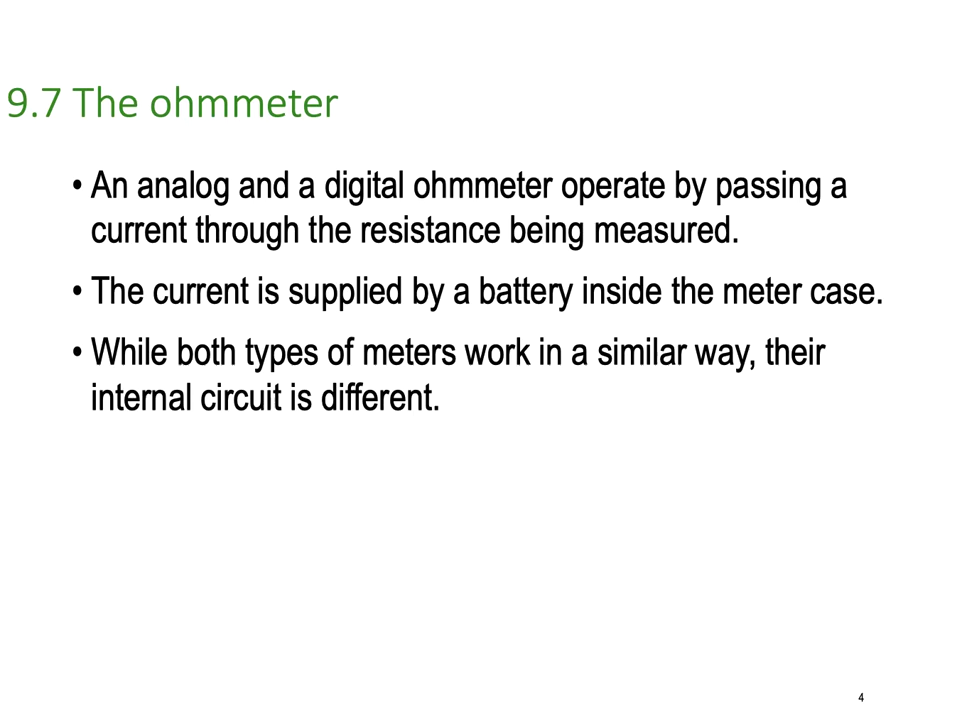 9.7 The ohmmeter
• An analog and a digital ohmmeter operate by passing a
current through the resistance being measured.
• The current is supplied by a battery inside the meter case.
• While both types of meters work in a similar way, their
internal circuit is different.
4